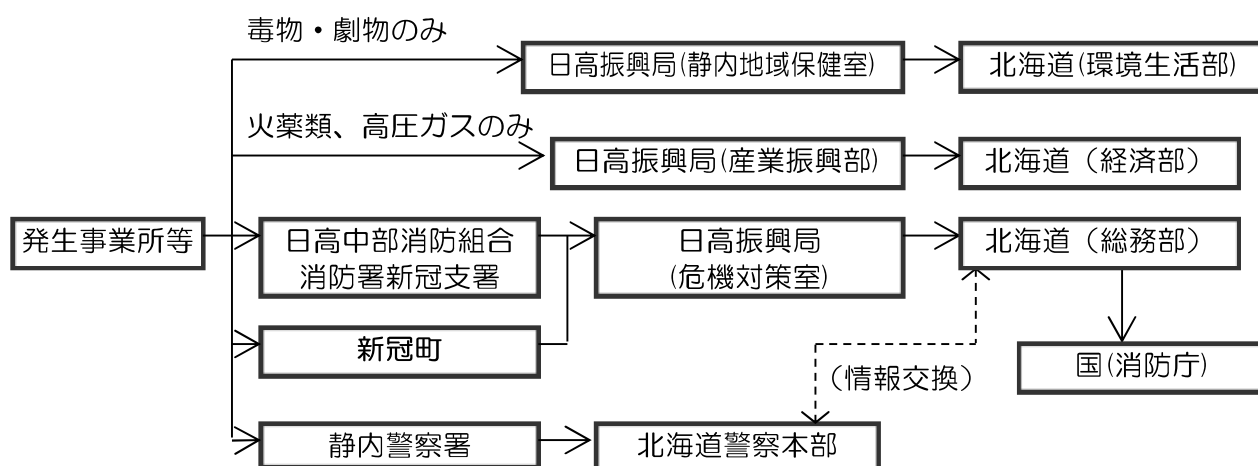 毒物・劇物のみ
日高振興局(静内地域保健室)
北海道(環境生活部)
火薬類、高圧ガスのみ
日高振興局(産業振興部)
北海道（経済部）
発生事業所等
日高中部消防組合
消防署新冠支署
日高振興局
(危機対策室)
北海道（総務部）
新冠町
国(消防庁)
（情報交換）
静内警察署
北海道警察本部